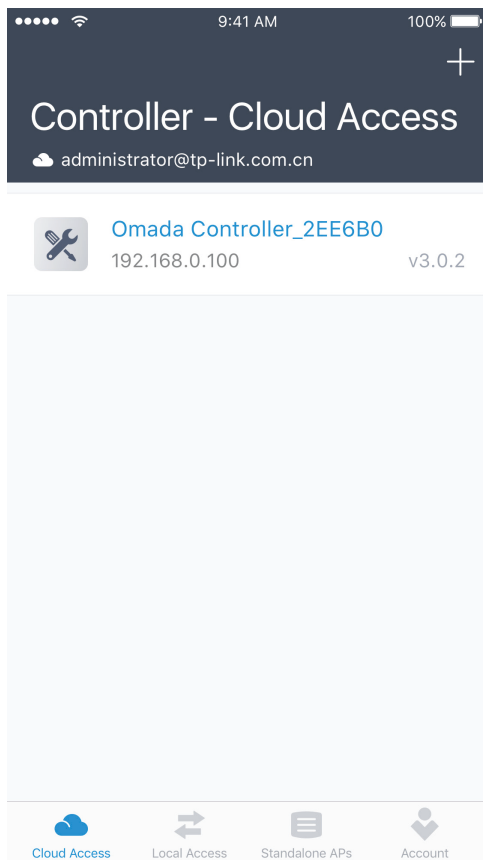 9:41 AM 100%
Controller - Cloud Access
administrator@tp-link.com.cn
Omada Controller_2EE6B0
192.168.0.100 v3.0.2
Cloud Access Local Access Standalone APs Account